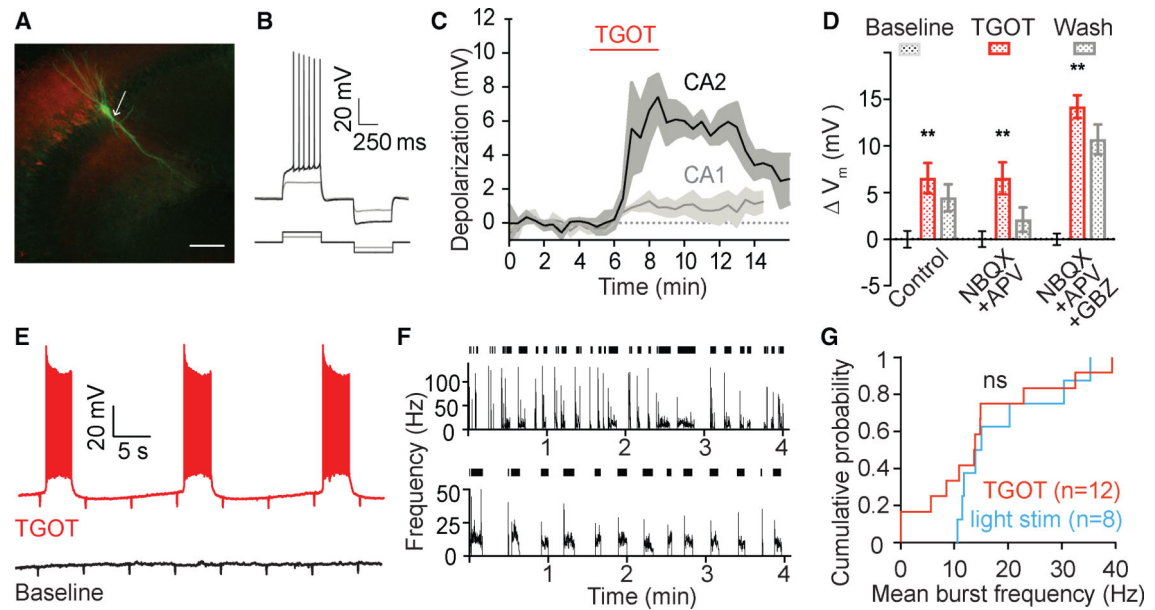 A
B
20 mV
250 ms
C
Depolarization (mV)
12
10
8
6
4
2
0
TGOT
CA2
CA1
0 2 4 6 8 10 12 14
Time (min)
D
Baseline TGOT Wash
Δ Vm (mV)
15
10
5
0
-5
** ** **
Control
NBQX
+APV
NBQX
+APV
+GBZ
E
20 mV
5 s
TGOT
Baseline
F
Frequency (Hz)
100
50
0
1 2 3 4
50
25
0
1 2 3 4
Time (min)
G
Cumulative probability
1
0.8
0.6
0.4
0.2
0
ns
TGOT (n=12)
light stim (n=8)
0 10 20 30 40
Mean burst frequency (Hz)